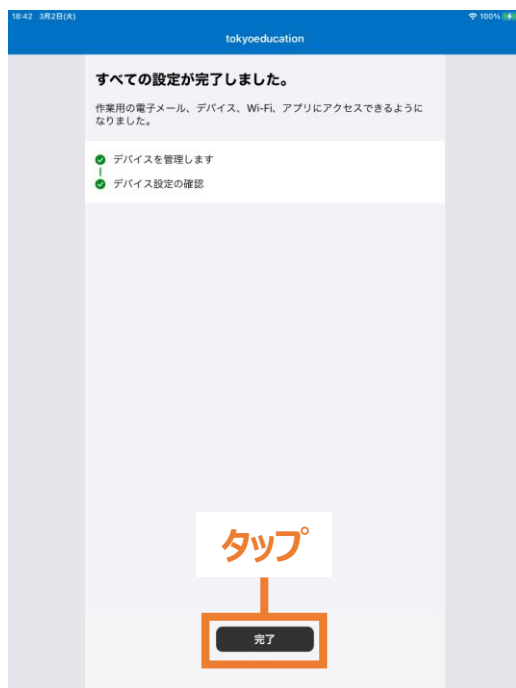 18:42 3月2日(火)
100%
tokyoeducation
すべての設定が完了しました。
作業用の電子メール、デバイス、Wi-Fi、アプリにアクセスできるように
なりました。
デバイスを管理します
デバイス設定の確認
タップ
完了